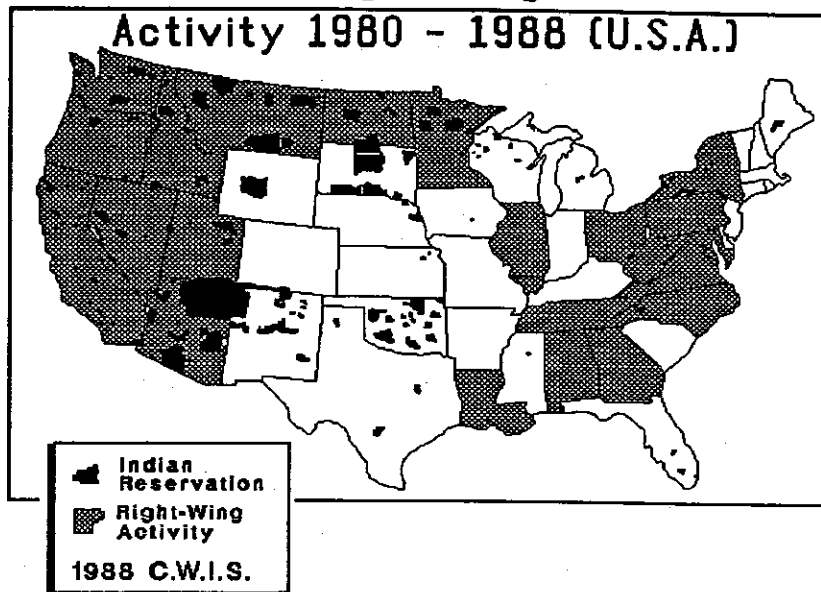 Activity 1980 - 1988 (U.S.A.)
Indian
Reservation
Right-Wing
Activity
1988 C.W.I.S.